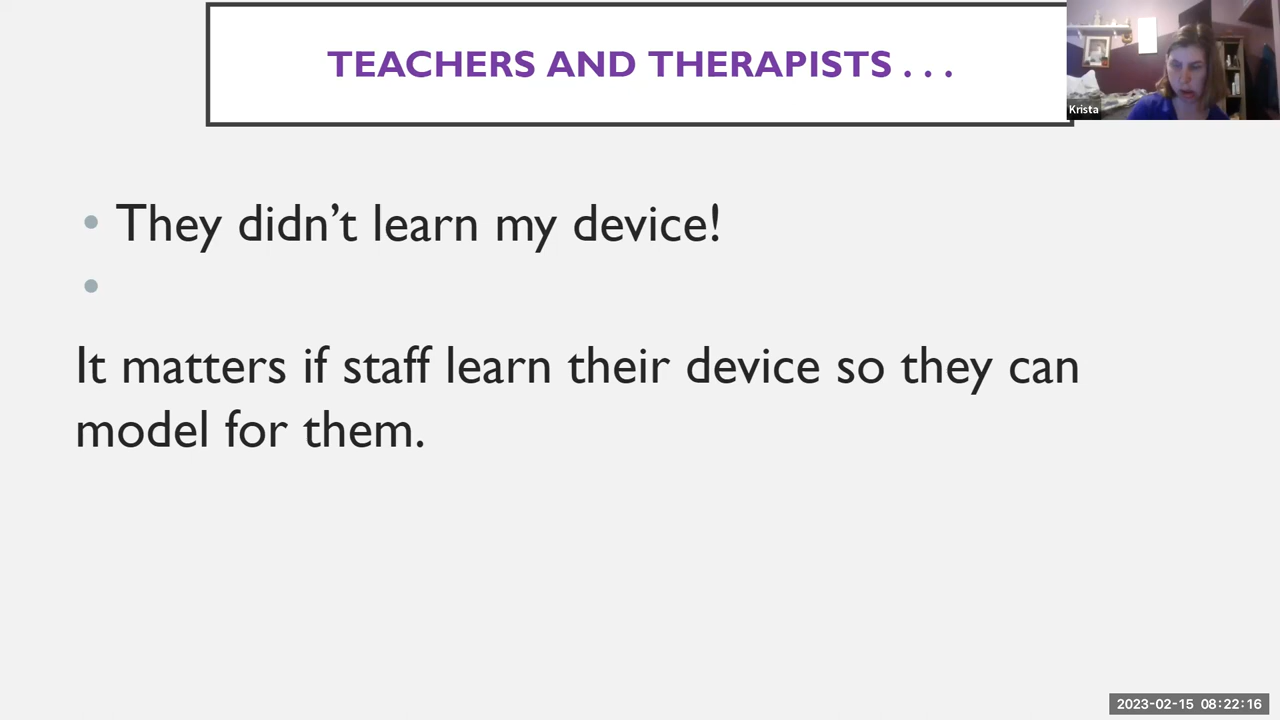 TEACHERS AND THERAPISTS . . .
Krista
• They didn’t learn my device!
•
It matters if staff learn their device so they can
model for them.
2023-02-15 08:22:16